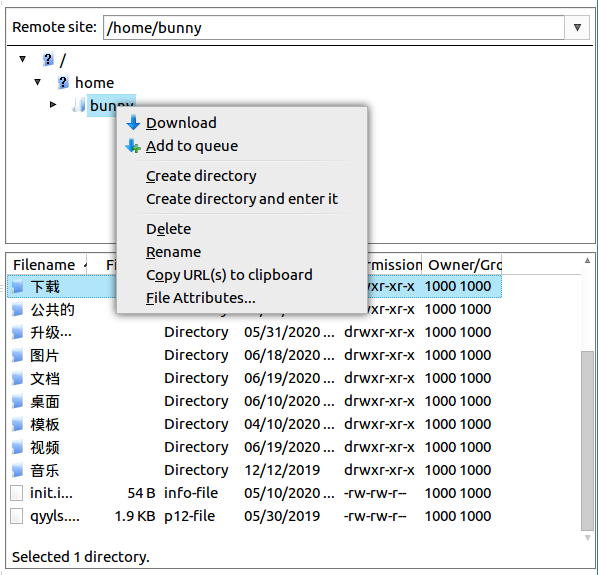 Remote site: /home/bunny
/
home
bunny
Download
Add to queue
Create directory
Create directory and enter it
Delete
Rename
Copy URL(s) to clipboard
File Attributes...
Filename Owner/Gro
下载 xr-xr-x 1000 1000
公共的 xr-xr-x 1000 1000
升级... Directory 05/31/2020 ... drwxr-xr-x 1000 1000
图片 Directory 06/18/2020 ... drwxr-xr-x 1000 1000
文档 Directory 06/19/2020 ... drwxr-xr-x 1000 1000
桌面 Directory 06/10/2020 ... drwxr-xr-x 1000 1000
模板 Directory 04/10/2020 ... drwxr-xr-x 1000 1000
视频 Directory 06/19/2020 ... drwxr-xr-x 1000 1000
音乐 Directory 12/12/2019 drwxr-xr-x 1000 1000
init.i... 54 B info-file 05/10/2020 ... -rw-rw-r-- 1000 1000
qyyls.... 1.9 KB p12-file 05/30/2019 -rw-rw-r-- 1000 1000
Selected 1 directory.